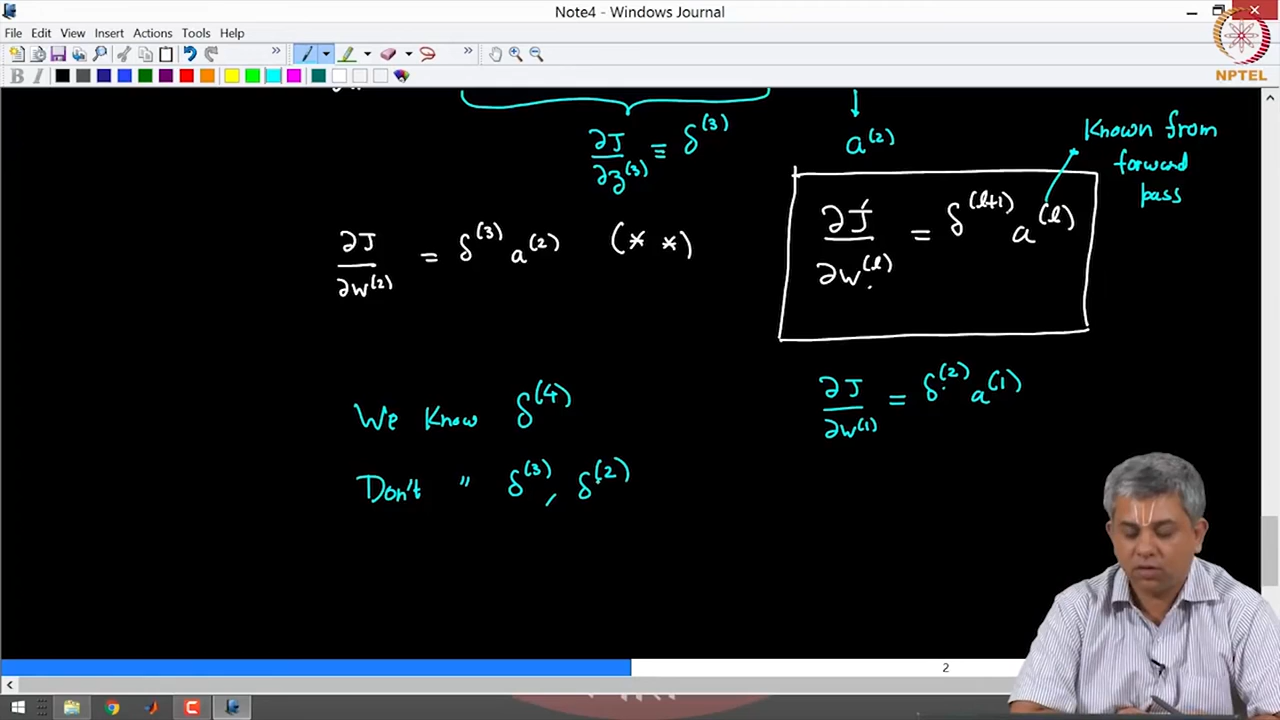 Note4 - Windows Journal
File Edit View Insert Actions Tools Help
NPTEL
∂J/∂z^(3) ≡ δ^(3)
a^(2)
Known from
forward
pass
∂J/∂w^(2) = δ^(3) a^(2) (* *)
∂J/∂w^(l) = δ^(l+1) a^(l)
∂J/∂w^(1) = δ^(2) a^(1)
We Know δ^(4)
Don't " δ^(3), δ^(2)
2